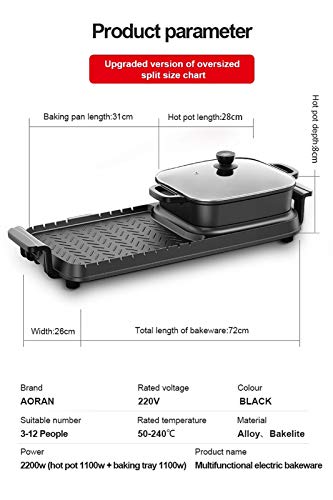 Product parameter
Upgraded version of oversized
split size chart
Baking pan length:31cm
Hot pot length:28cm
Hot pot depth:8cm
Width:26cm
Total length of bakeware:72cm
Brand
Rated voltage
Colour
AORAN
220V
BLACK
Suitable number
Rated temperature
Material
3-12 People
50-240℃
Alloy、Bakelite
Power
Product name
2200w (hot pot 1100w + baking tray 1100w)
Multifunctional electric bakeware